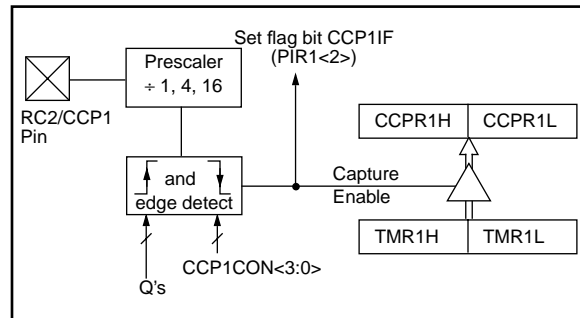 Set flag bit CCP1IF
(PIR1<2>)
Prescaler
÷ 1, 4, 16
RC2/CCP1
Pin
CCPR1H
CCPR1L
and
edge detect
Capture
Enable
TMR1H
TMR1L
CCP1CON<3:0>
Q's